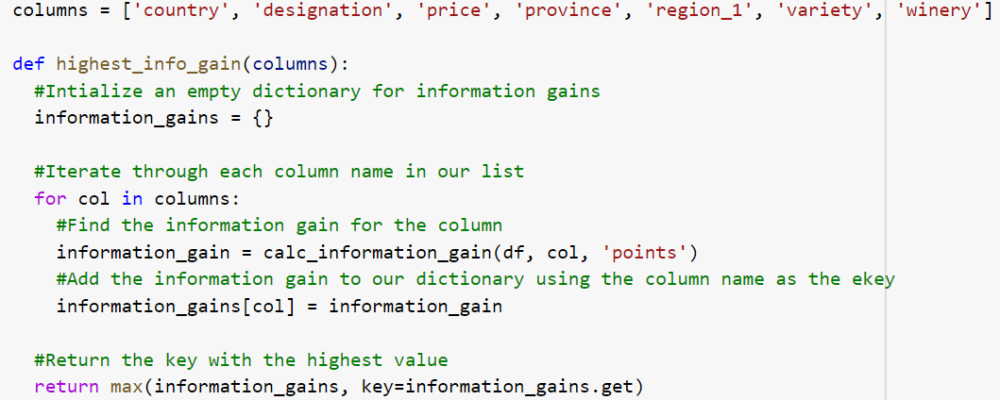 columns = ['country', 'designation', 'price', 'province', 'region_1', 'variety', 'winery']
def highest_info_gain(columns):
#Intialize an empty dictionary for information gains
information_gains = {}
#Iterate through each column name in our list
for col in columns:
#Find the information gain for the column
information_gain = calc_information_gain(df, col, 'points')
#Add the information gain to our dictionary using the column name as the ekey
information_gains[col] = information_gain
#Return the key with the highest value
return max(information_gains, key=information_gains.get)